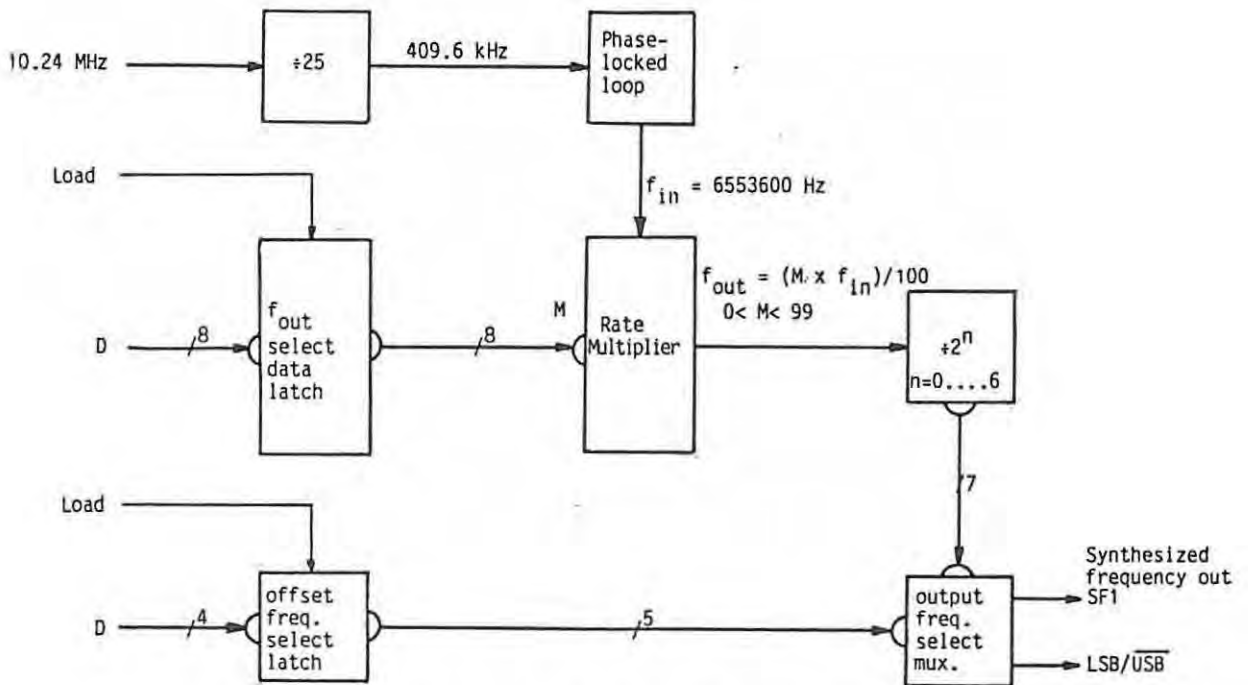 10.24 MHz
÷25
409.6 kHz
Phase-
locked
loop
Load
f_in = 6553600 Hz
f_out
select
data
latch
D
8
8
M
Rate
Multiplier
f_out = (M x f_in)/100
0< M< 99
÷2^n
n=0....6
7
Load
D
4
offset
freq.
select
latch
5
output
freq.
select
mux.
Synthesized
frequency out
SF1
LSB/U̅S̅B̅